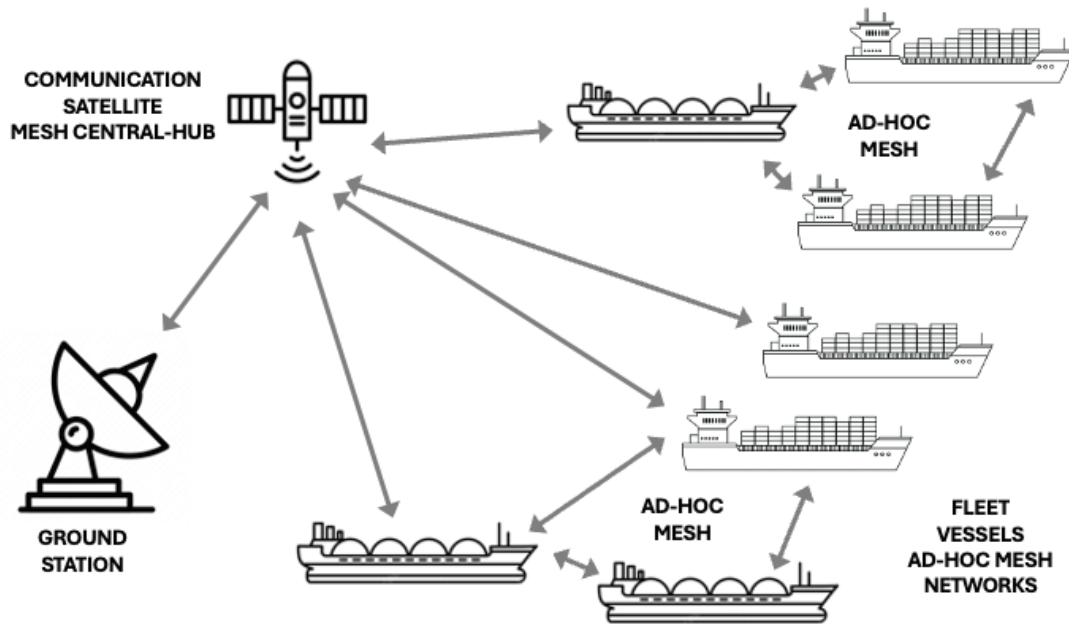 COMMUNICATION
SATELLITE
MESH CENTRAL-HUB
AD-HOC
MESH
GROUND
STATION
AD-HOC
MESH
FLEET
VESSELS
AD-HOC MESH
NETWORKS